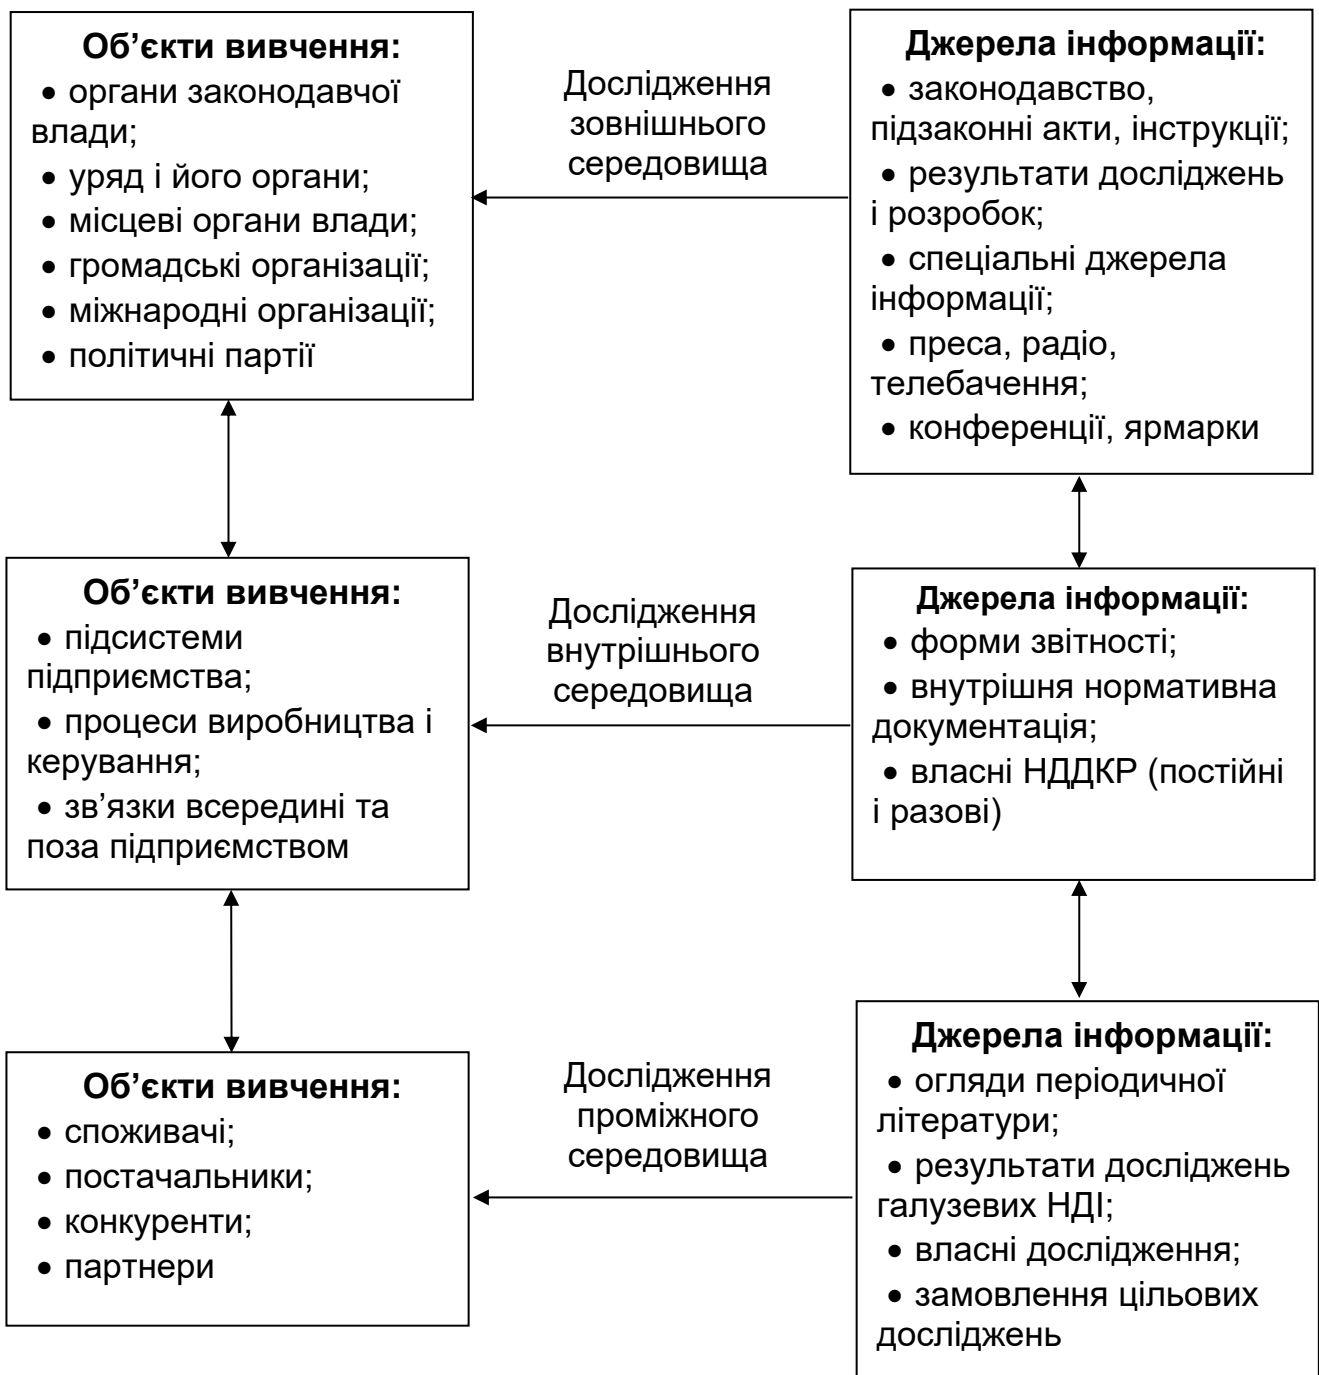 Об’єкти вивчення:
• органи законодавчої
влади;
• уряд і його органи;
• місцеві органи влади;
• громадські організації;
• міжнародні організації;
• політичні партії
Дослідження
зовнішнього
середовища
Джерела інформації:
• законодавство,
підзаконні акти, інструкції;
• результати досліджень
і розробок;
• спеціальні джерела
інформації;
• преса, радіо,
телебачення;
• конференції, ярмарки
Об’єкти вивчення:
• підсистеми
підприємства;
• процеси виробництва і
керування;
• зв’язки всередині та
поза підприємством
Дослідження
внутрішнього
середовища
Джерела інформації:
• форми звітності;
• внутрішня нормативна
документація;
• власні НДДКР (постійні
і разові)
Об’єкти вивчення:
• споживачі;
• постачальники;
• конкуренти;
• партнери
Дослідження
проміжного
середовища
Джерела інформації:
• огляди періодичної
літератури;
• результати досліджень
галузевих НДІ;
• власні дослідження;
• замовлення цільових
досліджень